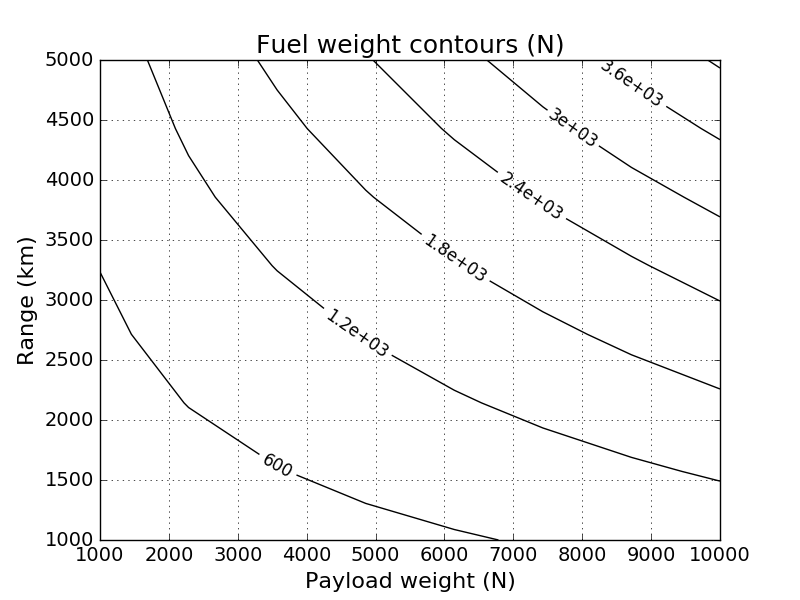 Fuel weight contours (N)
5000
4500
4000
3500
3000
2500
2000
1500
1000
Range (km)
3.6e+03
3e+03
2.4e+03
1.8e+03
1.2e+03
600
1000 2000 3000 4000 5000 6000 7000 8000 9000 10000
Payload weight (N)